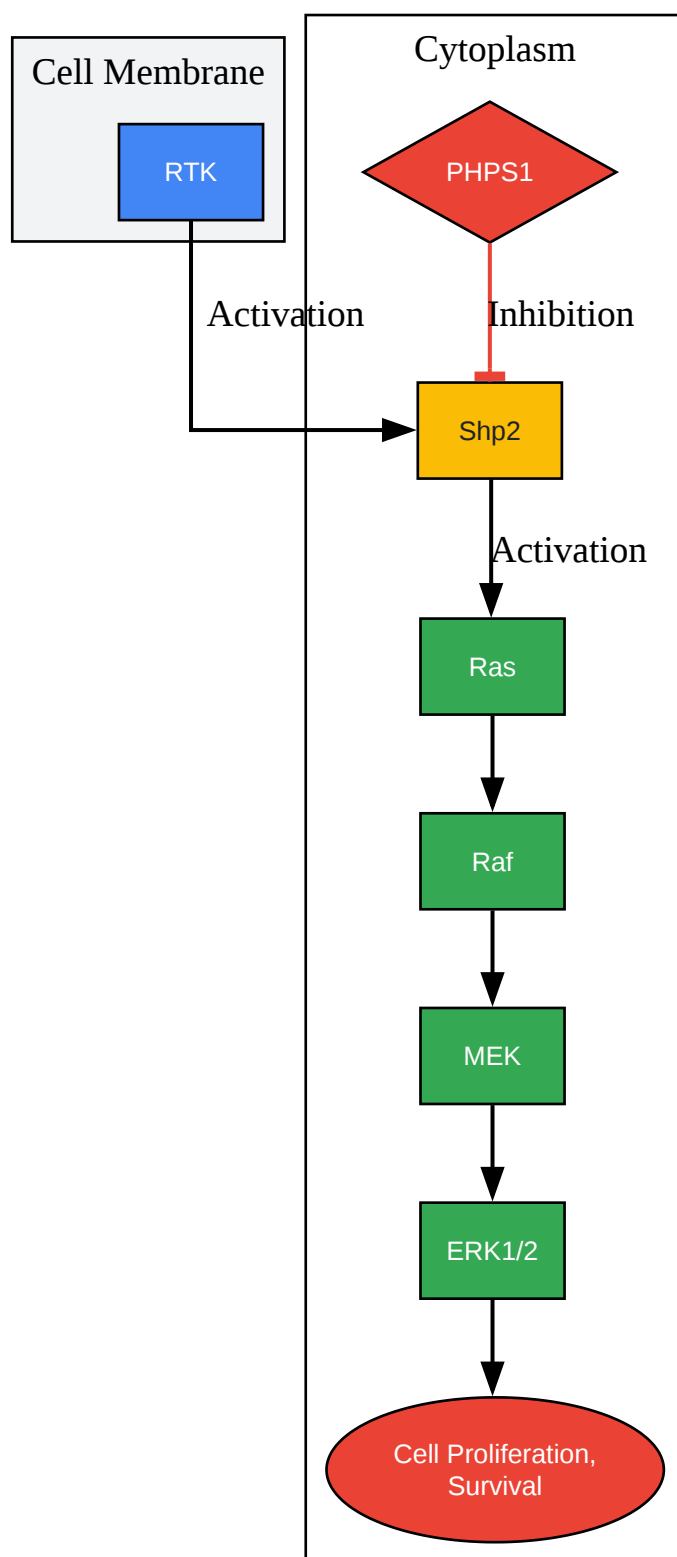 Cell Membrane
Cytoplasm
RTK
PHPS1
Activation
Inhibition
Shp2
Activation
Ras
Raf
MEK
ERK1/2
Cell Proliferation,
Survival